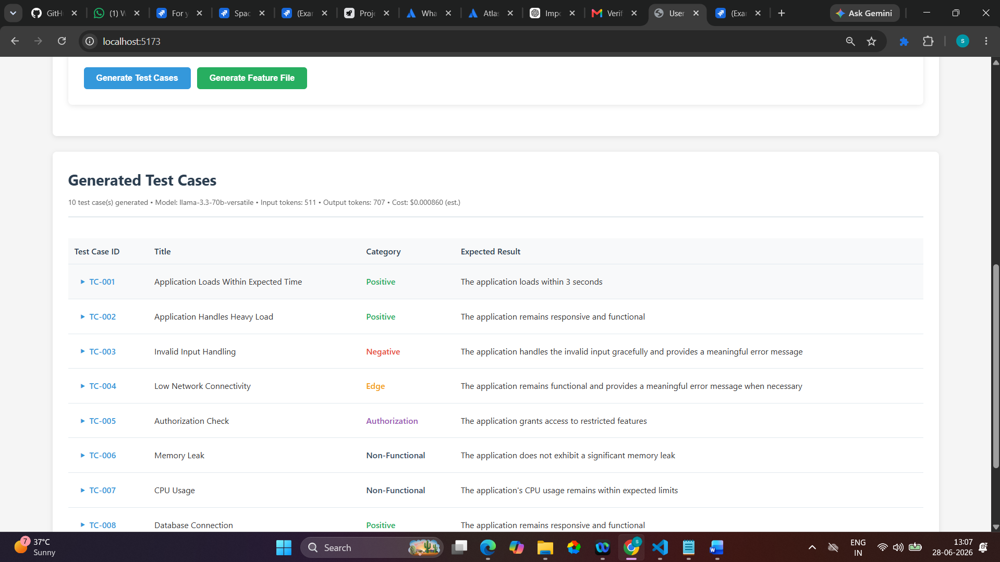 GitH
(1) W
For y
Spac
(Exar
Proje
Wha
Atlas
Impo
Verif
User
(Exar
Ask Gemini
localhost:5173
s
Generate Test Cases
Generate Feature File
Generated Test Cases
10 test case(s) generated • Model: llama-3.3-70b-versatile • Input tokens: 511 • Output tokens: 707 • Cost: $0.000860 (est.)
Test Case ID Title Category Expected Result
TC-001 Application Loads Within Expected Time Positive The application loads within 3 seconds
TC-002 Application Handles Heavy Load Positive The application remains responsive and functional
TC-003 Invalid Input Handling Negative The application handles the invalid input gracefully and provides a meaningful error message
TC-004 Low Network Connectivity Edge The application remains functional and provides a meaningful error message when necessary
TC-005 Authorization Check Authorization The application grants access to restricted features
TC-006 Memory Leak Non-Functional The application does not exhibit a significant memory leak
TC-007 CPU Usage Non-Functional The application's CPU usage remains within expected limits
TC-008 Database Connection Positive The application remains responsive and functional
7
37°C
Sunny
Search
ENG
IN
13:07
28-06-2026